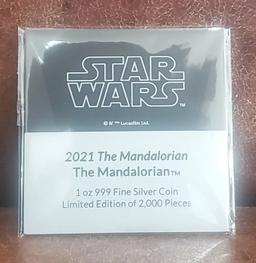 STAR
WARS
© & ™ Lucasfilm Ltd.
2021 The Mandalorian
The Mandalorian™
1 oz 999 Fine Silver Coin
Limited Edition of 2,000 Pieces